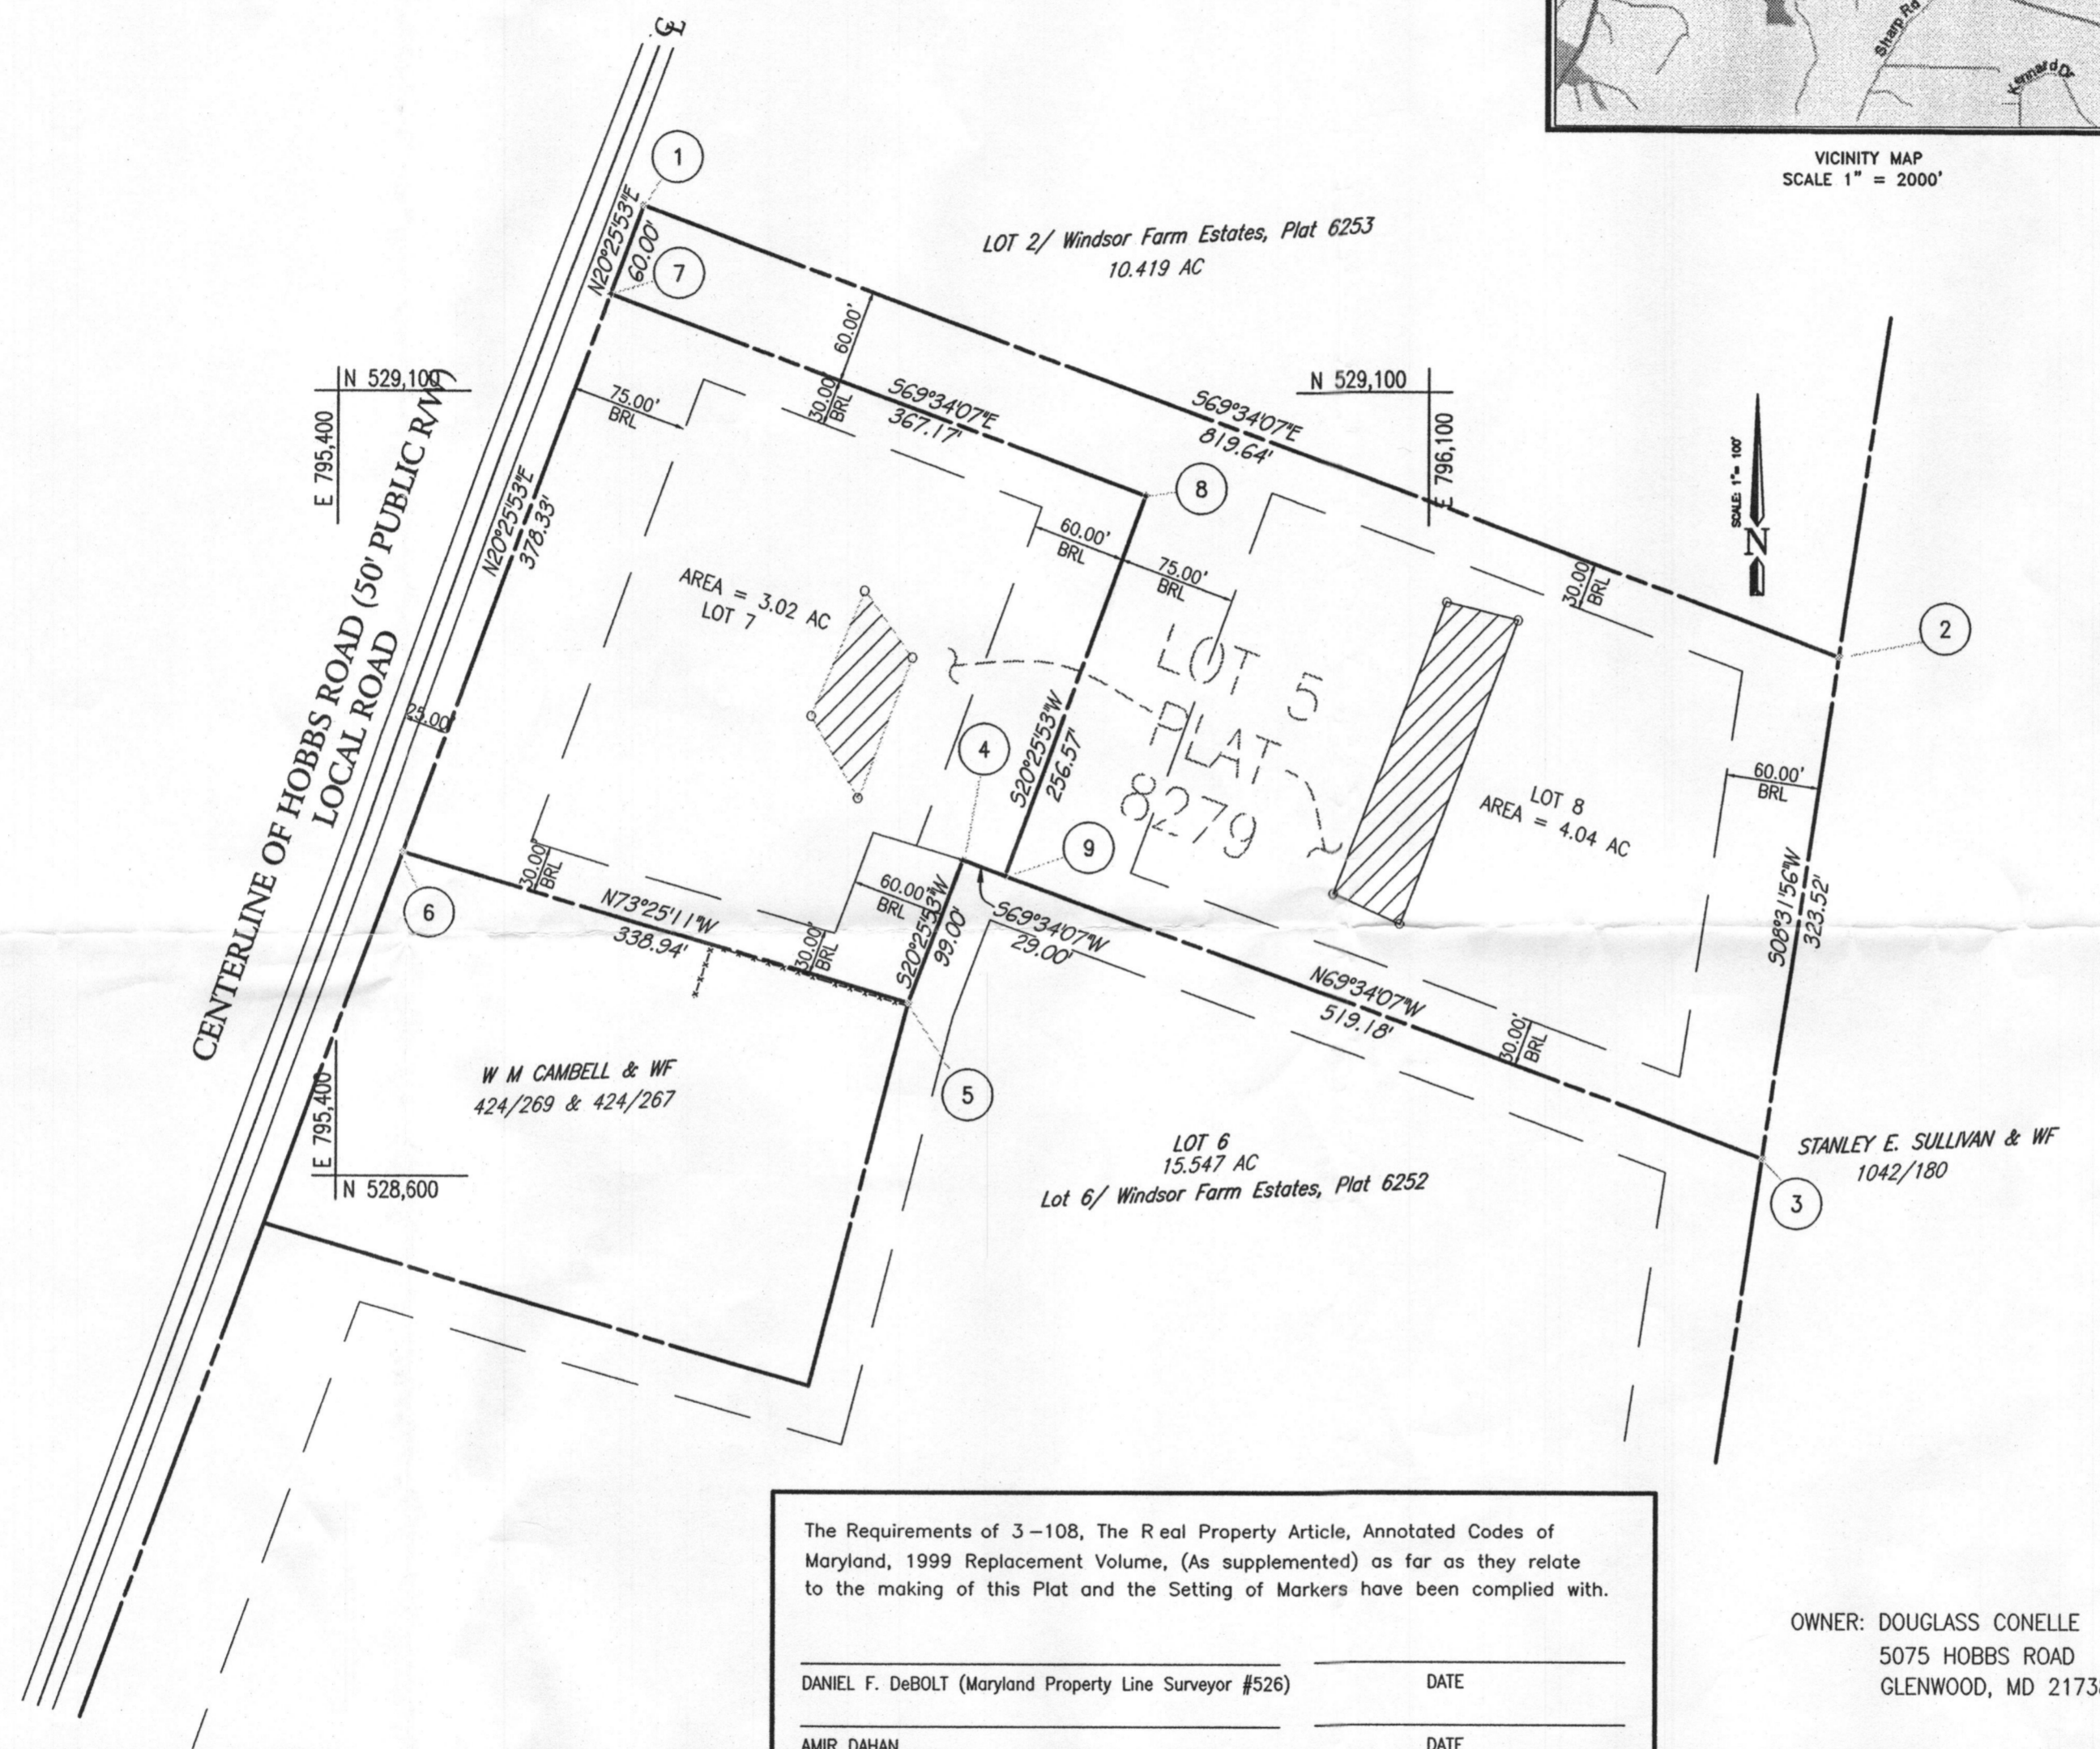 Sharp Rd
Kennard Dr
VICINITY MAP
SCALE 1" = 2000'
1
N20°25'53"E
60.00'
7
LOT 2/ Windsor Farm Estates, Plat 6253
10.419 AC
60.00'
N 529,100
E 795,400
75.00'
BRL
30.00'
BRL
S69°34'07"E
367.17'
S69°34'07"E
819.64'
N 529,100
E 796,100
SCALE: 1"= 100'
N
8
N20°25'53"E
378.33'
60.00'
BRL
75.00'
BRL
30.00'
BRL
AREA = 3.02 AC
LOT 7
2
LOT 5
PLAT
8279
CENTERLINE OF HOBBS ROAD (50' PUBLIC R/W)
LOCAL ROAD
25.00'
4
S20°25'53"W
256.57'
60.00'
BRL
LOT 8
AREA = 4.04 AC
9
6
30.00'
BRL
N73°25'11"W
338.94'
60.00'
BRL
30.00'
BRL
S20°25'53"W
99.00'
S69°34'07"W
29.00'
S08°31'56"W
323.52'
N69°34'07"W
519.18'
30.00'
BRL
W M CAMBELL & WF
424/269 & 424/267
5
E 795,400
N 528,600
LOT 6
15.547 AC
Lot 6/ Windsor Farm Estates, Plat 6252
STANLEY E. SULLIVAN & WF
1042/180
3
The Requirements of 3-108, The Real Property Article, Annotated Codes of
Maryland, 1999 Replacement Volume, (As supplemented) as far as they relate
to the making of this Plat and the Setting of Markers have been complied with.
DANIEL F. DeBOLT (Maryland Property Line Surveyor #526)
DATE
AMIR DAHAN
DATE
OWNER: DOUGLASS CONELLE
5075 HOBBS ROAD
GLENWOOD, MD 2173